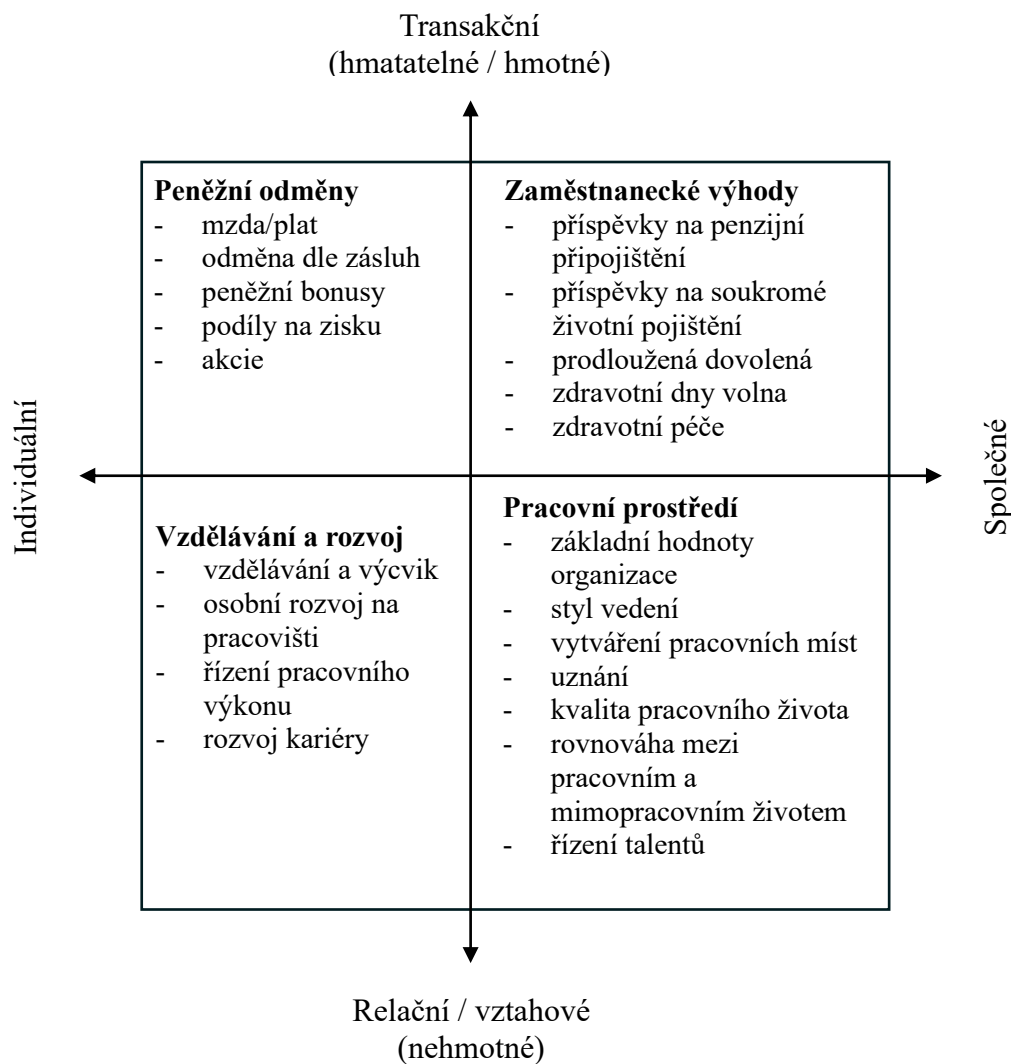 Transakční
(hmatatelné / hmotné)
Peněžní odměny
- mzda/plat
- odměna dle zásluh
- peněžní bonusy
- podíly na zisku
- akcie
Zaměstnanecké výhody
- příspěvky na penzijní
připojištění
- příspěvky na soukromé
životní pojištění
- prodloužená dovolená
- zdravotní dny volna
- zdravotní péče
Individuální
Společné
Vzdělávání a rozvoj
- vzdělávání a výcvik
- osobní rozvoj na
pracovišti
- řízení pracovního
výkonu
- rozvoj kariéry
Pracovní prostředí
- základní hodnoty
organizace
- styl vedení
- vytváření pracovních míst
- uznání
- kvalita pracovního života
- rovnováha mezi
pracovním a
mimopracovním životem
- řízení talentů
Relační / vztahové
(nehmotné)